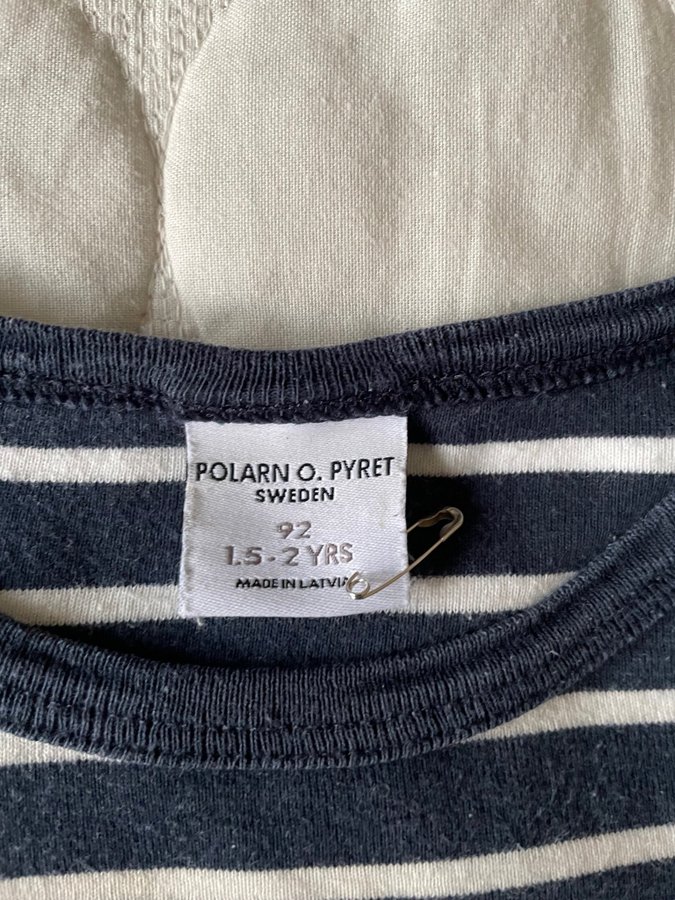 POLARN O. PYRET
SWEDEN
92
1.5-2 YRS
MADE IN LATVIA